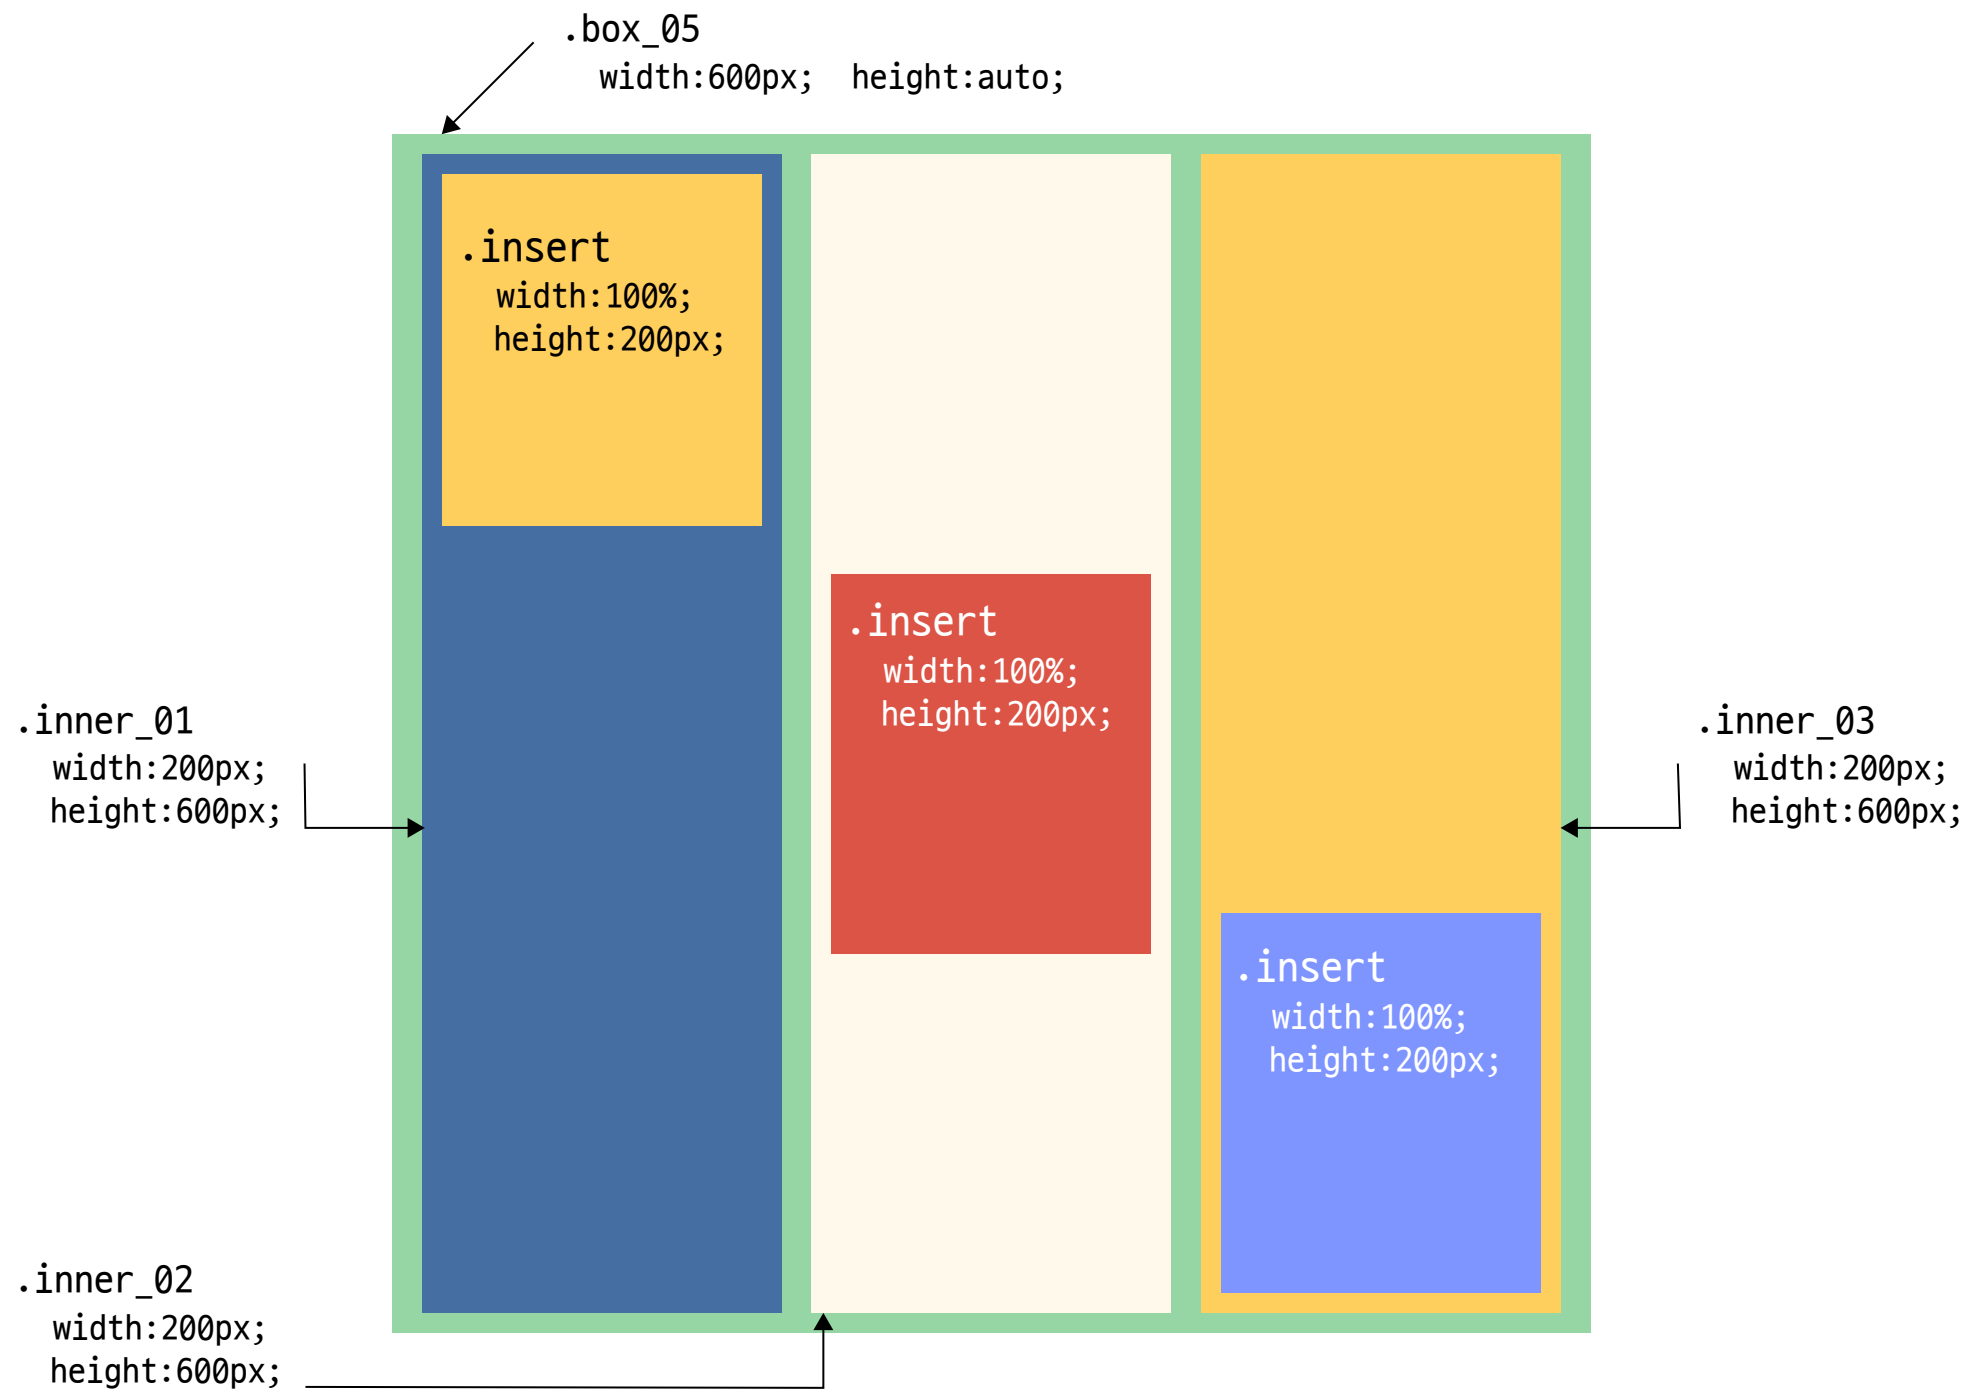 .box_05
width:600px;  height:auto;
.insert
width:100%;
height:200px;
.insert
width:100%;
height:200px;
.inner_01
width:200px;
height:600px;
.inner_03
width:200px;
height:600px;
.insert
width:100%;
height:200px;
.inner_02
width:200px;
height:600px;